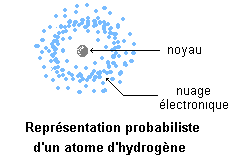 noyau
nuage
électronique
Représentation probabiliste
d'un atome d'hydrogène